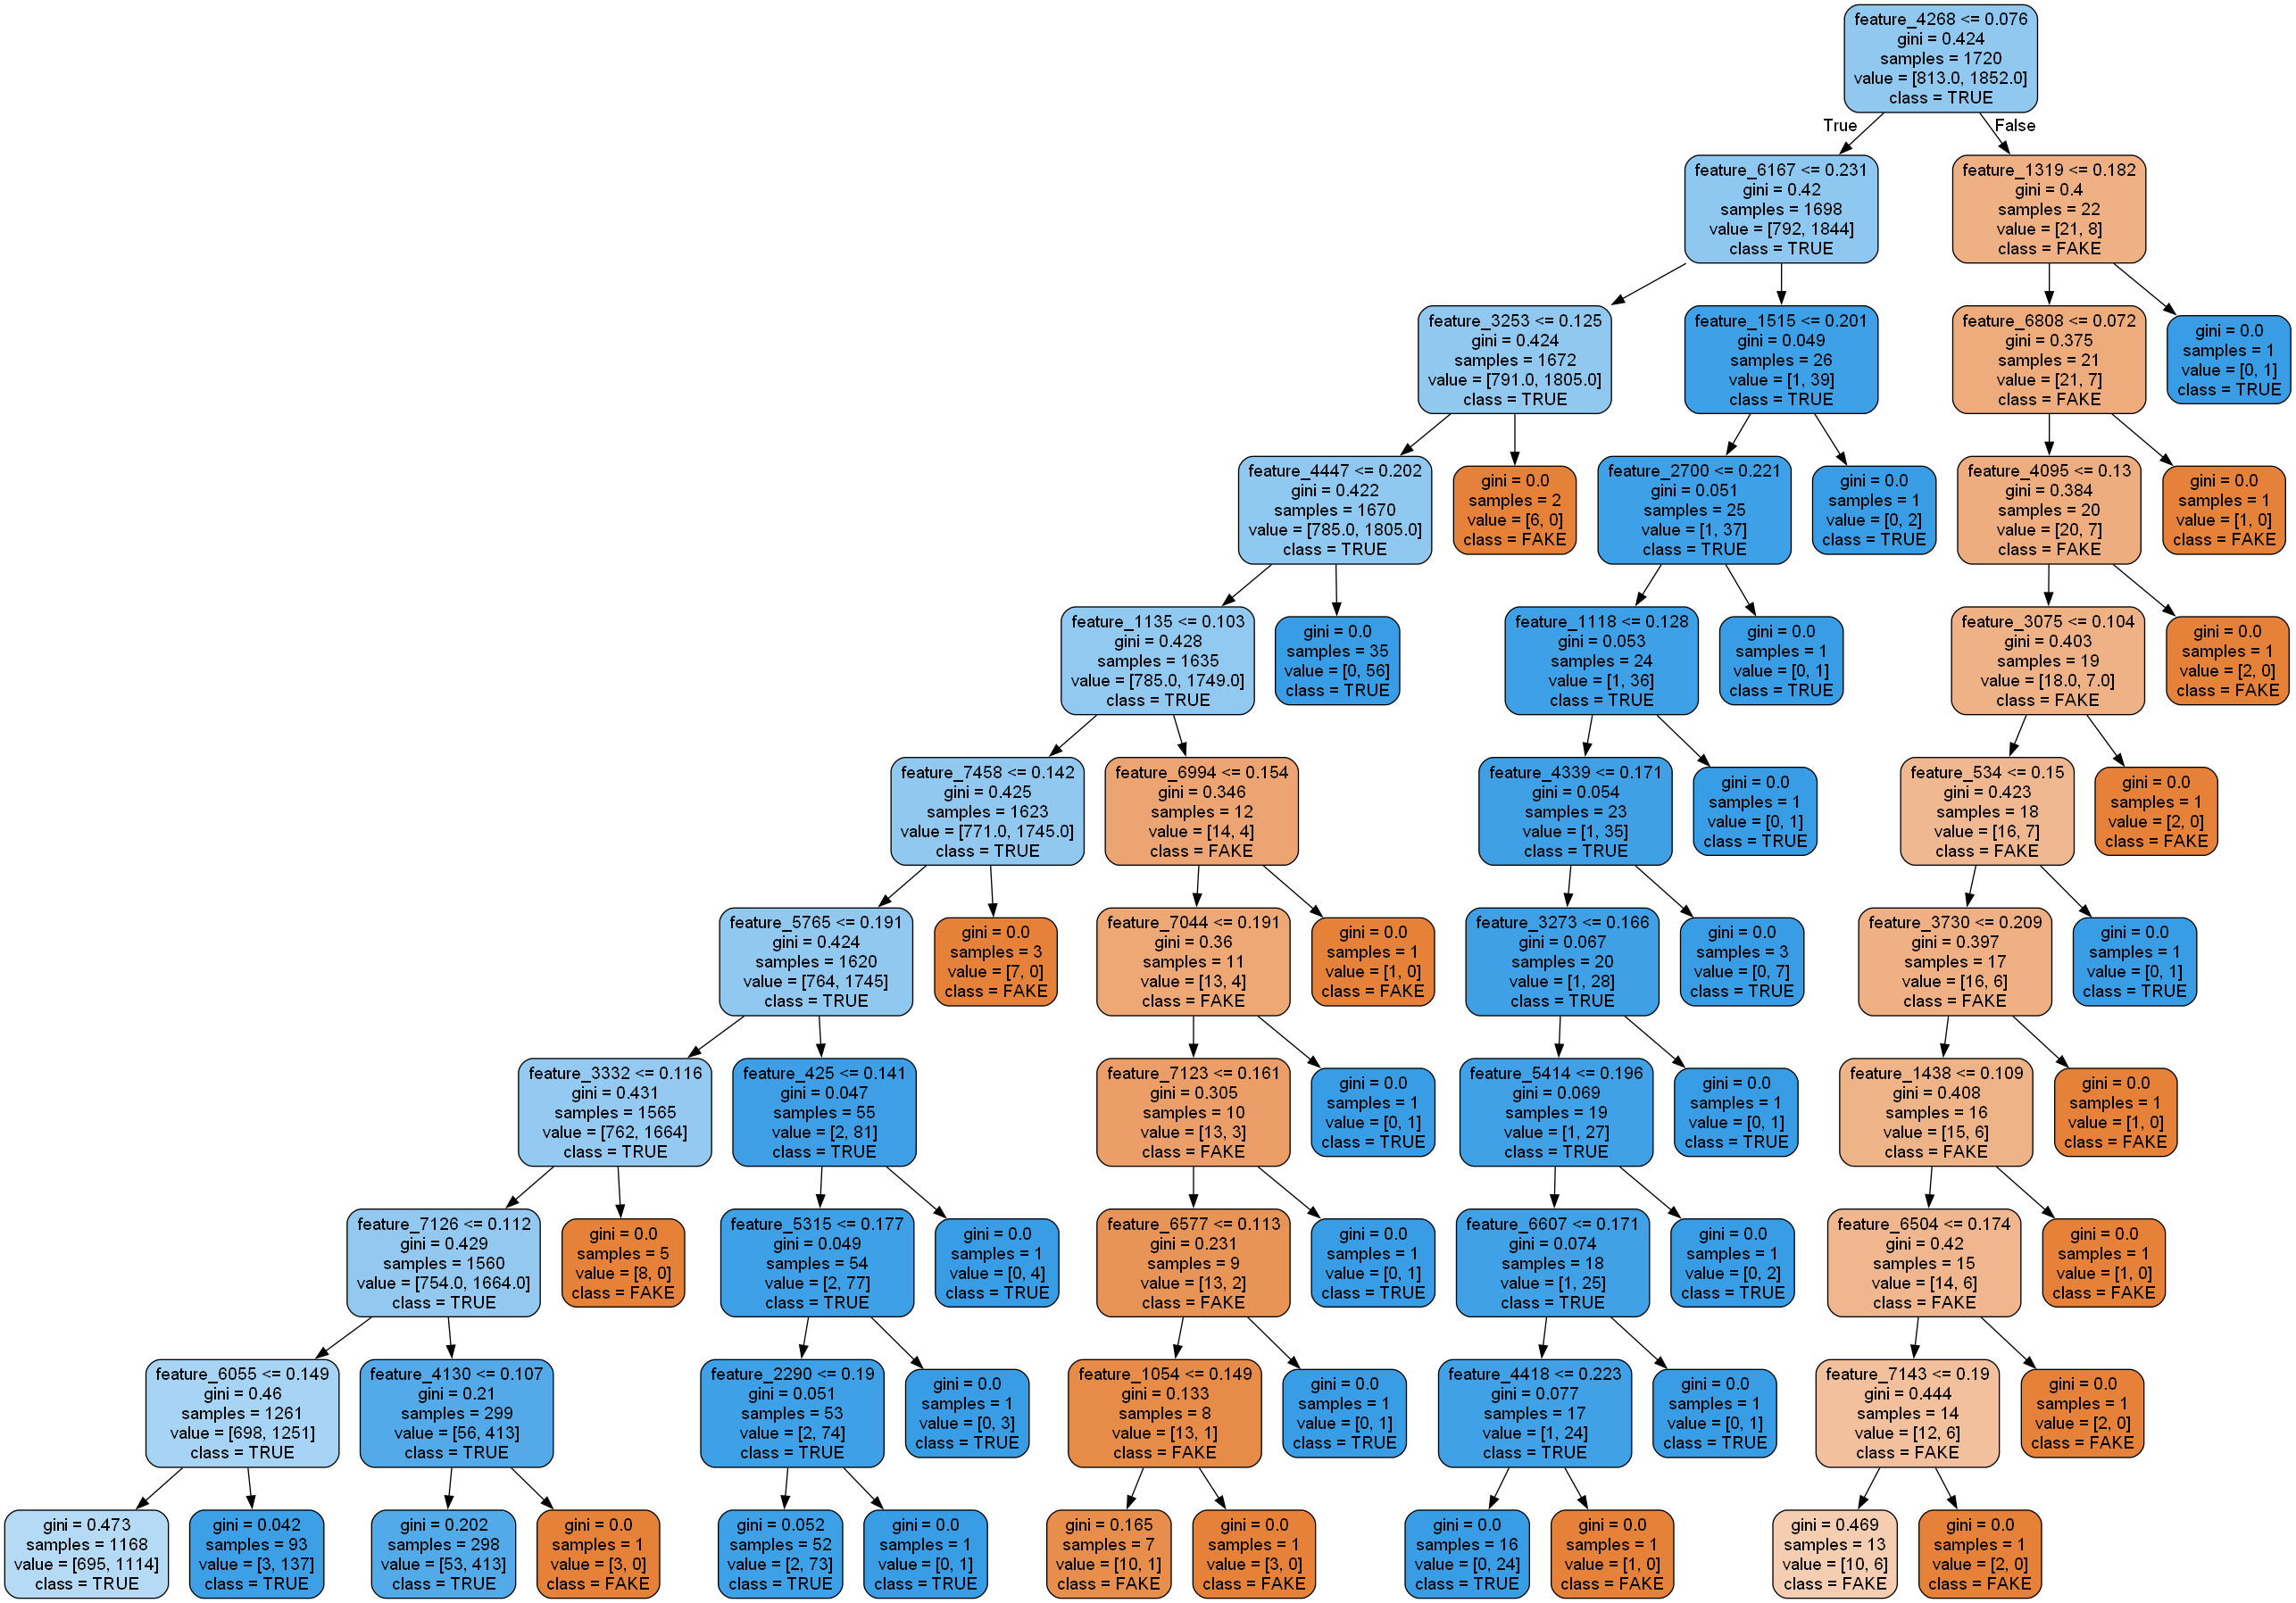 feature_4268 <= 0.076
gini = 0.424
samples = 1720
value = [813.0, 1852.0]
class = TRUE
True
False
feature_6167 <= 0.231
gini = 0.42
samples = 1698
value = [792, 1844]
class = TRUE
feature_1319 <= 0.182
gini = 0.4
samples = 22
value = [21, 8]
class = FAKE
feature_3253 <= 0.125
gini = 0.424
samples = 1672
value = [791.0, 1805.0]
class = TRUE
feature_1515 <= 0.201
gini = 0.049
samples = 26
value = [1, 39]
class = TRUE
feature_6808 <= 0.072
gini = 0.375
samples = 21
value = [21, 7]
class = FAKE
gini = 0.0
samples = 1
value = [0, 1]
class = TRUE
feature_4447 <= 0.202
gini = 0.422
samples = 1670
value = [785.0, 1805.0]
class = TRUE
gini = 0.0
samples = 2
value = [6, 0]
class = FAKE
feature_2700 <= 0.221
gini = 0.051
samples = 25
value = [1, 37]
class = TRUE
gini = 0.0
samples = 1
value = [0, 2]
class = TRUE
feature_4095 <= 0.13
gini = 0.384
samples = 20
value = [20, 7]
class = FAKE
gini = 0.0
samples = 1
value = [1, 0]
class = FAKE
feature_1135 <= 0.103
gini = 0.428
samples = 1635
value = [785.0, 1749.0]
class = TRUE
gini = 0.0
samples = 35
value = [0, 56]
class = TRUE
feature_1118 <= 0.128
gini = 0.053
samples = 24
value = [1, 36]
class = TRUE
gini = 0.0
samples = 1
value = [0, 1]
class = TRUE
feature_3075 <= 0.104
gini = 0.403
samples = 19
value = [18.0, 7.0]
class = FAKE
gini = 0.0
samples = 1
value = [2, 0]
class = FAKE
feature_7458 <= 0.142
gini = 0.425
samples = 1623
value = [771.0, 1745.0]
class = TRUE
feature_6994 <= 0.154
gini = 0.346
samples = 12
value = [14, 4]
class = FAKE
feature_4339 <= 0.171
gini = 0.054
samples = 23
value = [1, 35]
class = TRUE
gini = 0.0
samples = 1
value = [0, 1]
class = TRUE
feature_534 <= 0.15
gini = 0.423
samples = 18
value = [16, 7]
class = FAKE
gini = 0.0
samples = 1
value = [2, 0]
class = FAKE
feature_5765 <= 0.191
gini = 0.424
samples = 1620
value = [764, 1745]
class = TRUE
gini = 0.0
samples = 3
value = [7, 0]
class = FAKE
feature_7044 <= 0.191
gini = 0.36
samples = 11
value = [13, 4]
class = FAKE
gini = 0.0
samples = 1
value = [1, 0]
class = FAKE
feature_3273 <= 0.166
gini = 0.067
samples = 20
value = [1, 28]
class = TRUE
gini = 0.0
samples = 3
value = [0, 7]
class = TRUE
feature_3730 <= 0.209
gini = 0.397
samples = 17
value = [16, 6]
class = FAKE
gini = 0.0
samples = 1
value = [0, 1]
class = TRUE
feature_3332 <= 0.116
gini = 0.431
samples = 1565
value = [762, 1664]
class = TRUE
feature_425 <= 0.141
gini = 0.047
samples = 55
value = [2, 81]
class = TRUE
feature_7123 <= 0.161
gini = 0.305
samples = 10
value = [13, 3]
class = FAKE
gini = 0.0
samples = 1
value = [0, 1]
class = TRUE
feature_5414 <= 0.196
gini = 0.069
samples = 19
value = [1, 27]
class = TRUE
gini = 0.0
samples = 1
value = [0, 1]
class = TRUE
feature_1438 <= 0.109
gini = 0.408
samples = 16
value = [15, 6]
class = FAKE
gini = 0.0
samples = 1
value = [1, 0]
class = FAKE
feature_7126 <= 0.112
gini = 0.429
samples = 1560
value = [754.0, 1664.0]
class = TRUE
gini = 0.0
samples = 5
value = [8, 0]
class = FAKE
feature_5315 <= 0.177
gini = 0.049
samples = 54
value = [2, 77]
class = TRUE
gini = 0.0
samples = 1
value = [0, 4]
class = TRUE
feature_6577 <= 0.113
gini = 0.231
samples = 9
value = [13, 2]
class = FAKE
gini = 0.0
samples = 1
value = [0, 1]
class = TRUE
feature_6607 <= 0.171
gini = 0.074
samples = 18
value = [1, 25]
class = TRUE
gini = 0.0
samples = 1
value = [0, 2]
class = TRUE
feature_6504 <= 0.174
gini = 0.42
samples = 15
value = [14, 6]
class = FAKE
gini = 0.0
samples = 1
value = [1, 0]
class = FAKE
feature_6055 <= 0.149
gini = 0.46
samples = 1261
value = [698, 1251]
class = TRUE
feature_4130 <= 0.107
gini = 0.21
samples = 299
value = [56, 413]
class = TRUE
feature_2290 <= 0.19
gini = 0.051
samples = 53
value = [2, 74]
class = TRUE
gini = 0.0
samples = 1
value = [0, 3]
class = TRUE
feature_1054 <= 0.149
gini = 0.133
samples = 8
value = [13, 1]
class = FAKE
gini = 0.0
samples = 1
value = [0, 1]
class = TRUE
feature_4418 <= 0.223
gini = 0.077
samples = 17
value = [1, 24]
class = TRUE
gini = 0.0
samples = 1
value = [0, 1]
class = TRUE
feature_7143 <= 0.19
gini = 0.444
samples = 14
value = [12, 6]
class = FAKE
gini = 0.0
samples = 1
value = [2, 0]
class = FAKE
gini = 0.473
samples = 1168
value = [695, 1114]
class = TRUE
gini = 0.042
samples = 93
value = [3, 137]
class = TRUE
gini = 0.202
samples = 298
value = [53, 413]
class = TRUE
gini = 0.0
samples = 1
value = [3, 0]
class = FAKE
gini = 0.052
samples = 52
value = [2, 73]
class = TRUE
gini = 0.0
samples = 1
value = [0, 1]
class = TRUE
gini = 0.165
samples = 7
value = [10, 1]
class = FAKE
gini = 0.0
samples = 1
value = [3, 0]
class = FAKE
gini = 0.0
samples = 16
value = [0, 24]
class = TRUE
gini = 0.0
samples = 1
value = [1, 0]
class = FAKE
gini = 0.469
samples = 13
value = [10, 6]
class = FAKE
gini = 0.0
samples = 1
value = [2, 0]
class = FAKE